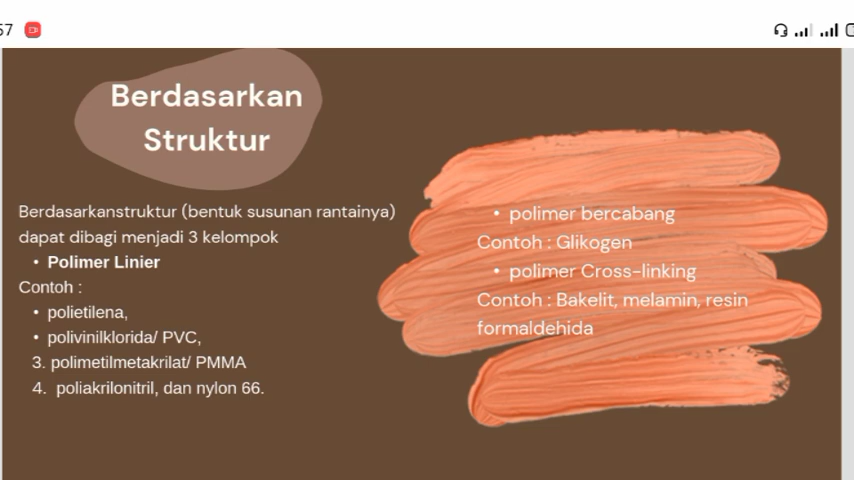 57
Berdasarkan
Struktur
Berdasarkanstruktur (bentuk susunan rantainya)
dapat dibagi menjadi 3 kelompok
• Polimer Linier
Contoh :
• polietilena,
• polivinilklorida/ PVC,
3. polimetilmetakrilat/ PMMA
4. poliakrilonitril, dan nylon 66.
• polimer bercabang
Contoh : Glikogen
• polimer Cross-linking
Contoh : Bakelit, melamin, resin
formaldehida